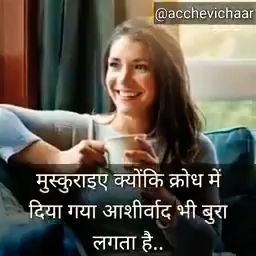 @acchevichaar
मुस्कुराइए क्योंकि क्रोध में
दिया गया आशीर्वाद भी बुरा
लगता है..